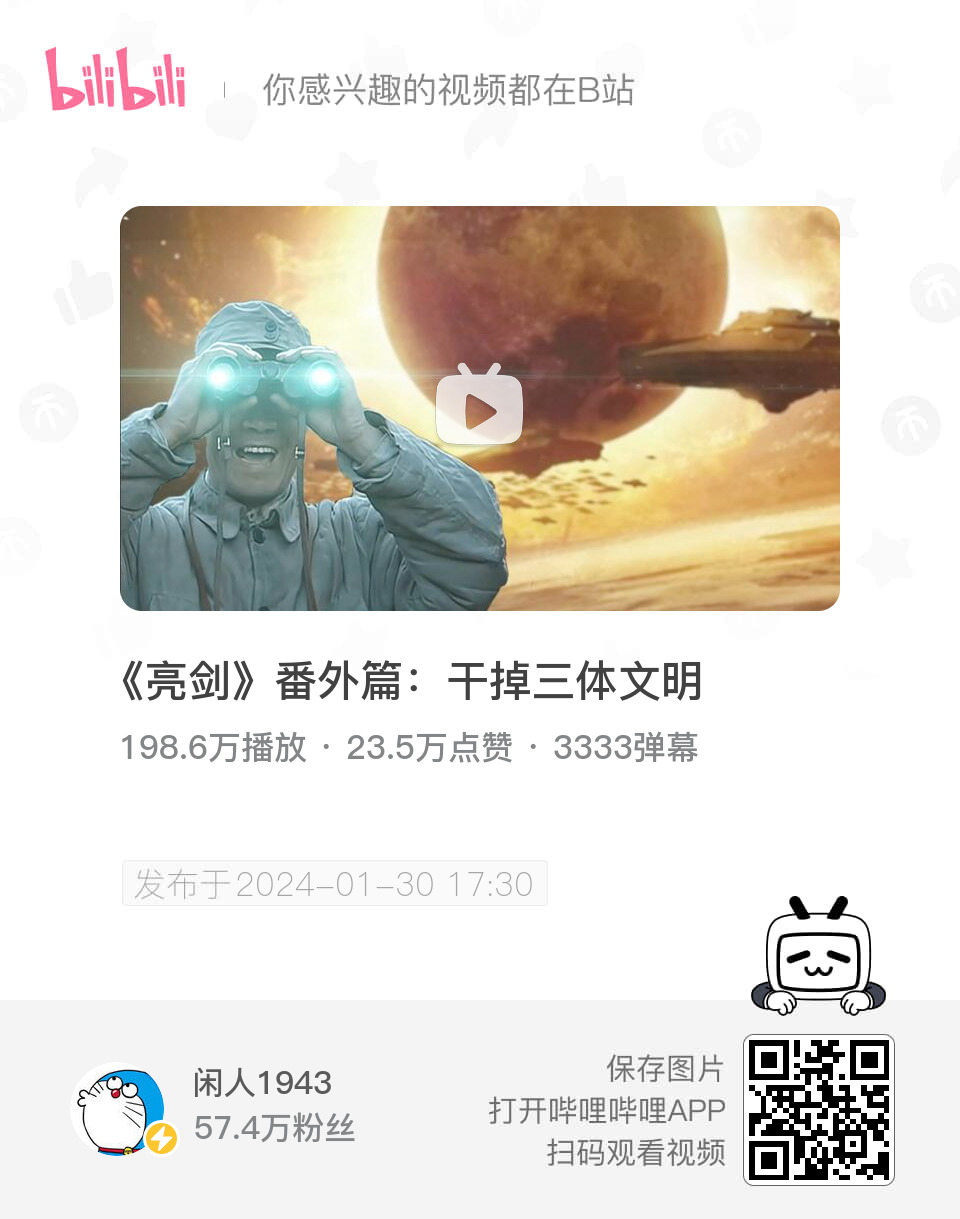 bilibili
你感兴趣的视频都在B站
《亮剑》番外篇：干掉三体文明
198.6万播放 · 23.5万点赞 · 3333弹幕
发布于2024-01-30 17:30
闲人1943
57.4万粉丝
保存图片
打开哔哩哔哩APP
扫码观看视频